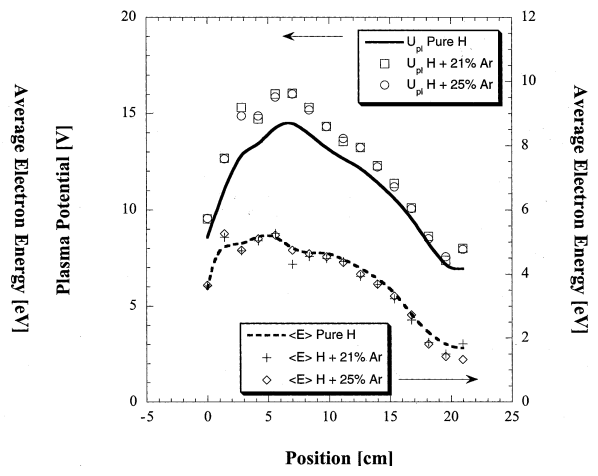 20
15
10
5
0
12
10
8
6
4
2
0
-5
0
5
10
15
20
25
Average Electron Energy [eV]
Plasma Potential [V]
Average Electron Energy [eV]
Position [cm]
U_pl Pure H
U_pl H + 21% Ar
U_pl H + 25% Ar
<E> Pure H
<E> H + 21% Ar
<E> H + 25% Ar